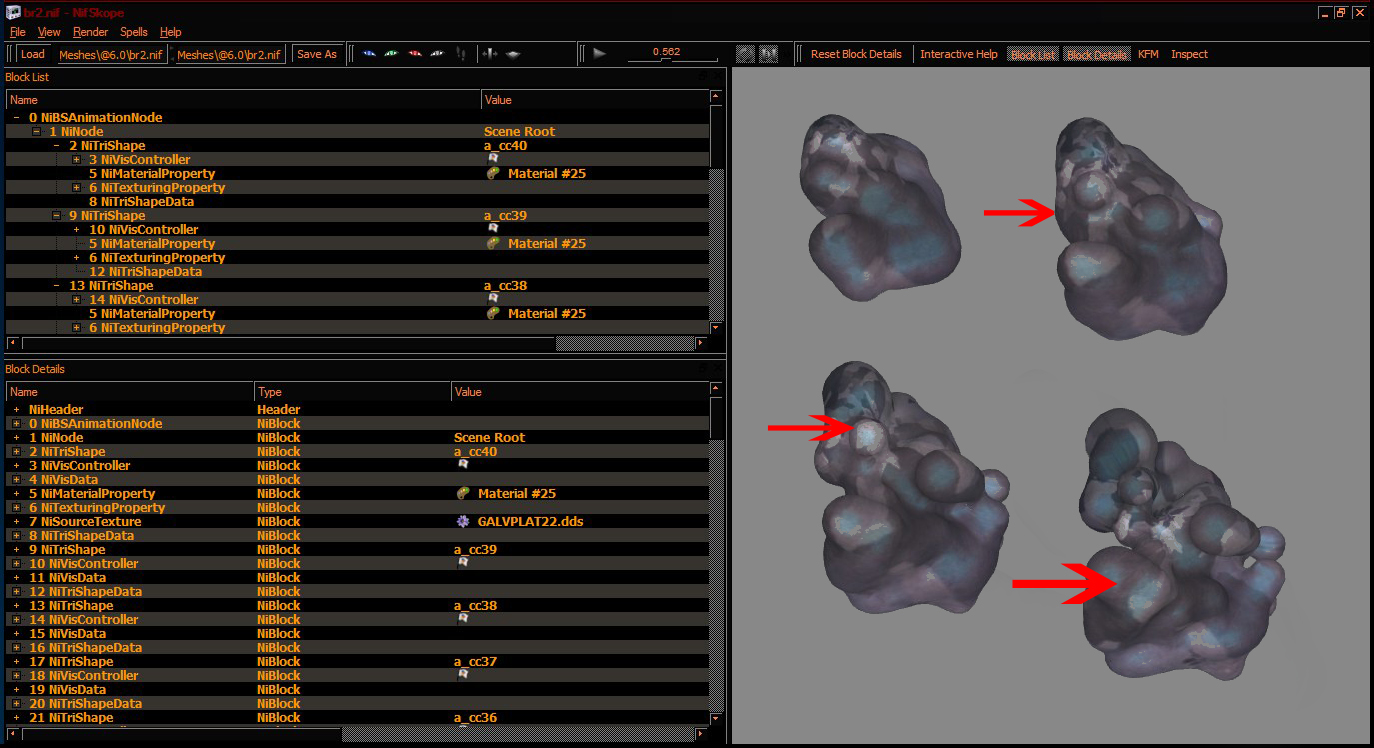 br2.nif - NifSkope
File View Render Spells Help
Load Meshes\@6.0\br2.nif Meshes\@6.0\br2.nif Save As 0.562 Reset Block Details Interactive Help Block List Block Details KFM Inspect
Block List
Name Value
0 NiBSAnimationNode
1 NiNode Scene Root
2 NiTriShape a_cc40
3 NiVisController
5 NiMaterialProperty Material #25
6 NiTexturingProperty
8 NiTriShapeData
9 NiTriShape a_cc39
10 NiVisController
5 NiMaterialProperty Material #25
6 NiTexturingProperty
12 NiTriShapeData
13 NiTriShape a_cc38
14 NiVisController
5 NiMaterialProperty Material #25
6 NiTexturingProperty
Block Details
Name Type Value
NiHeader Header
0 NiBSAnimationNode NiBlock
1 NiNode NiBlock Scene Root
2 NiTriShape NiBlock a_cc40
3 NiVisController NiBlock
4 NiVisData NiBlock
5 NiMaterialProperty NiBlock Material #25
6 NiTexturingProperty NiBlock
7 NiSourceTexture NiBlock GALVPLAT22.dds
8 NiTriShapeData NiBlock
9 NiTriShape NiBlock a_cc39
10 NiVisController NiBlock
11 NiVisData NiBlock
12 NiTriShapeData NiBlock
13 NiTriShape NiBlock a_cc38
14 NiVisController NiBlock
15 NiVisData NiBlock
16 NiTriShapeData NiBlock
17 NiTriShape NiBlock a_cc37
18 NiVisController NiBlock
19 NiVisData NiBlock
20 NiTriShapeData NiBlock
21 NiTriShape NiBlock a_cc36